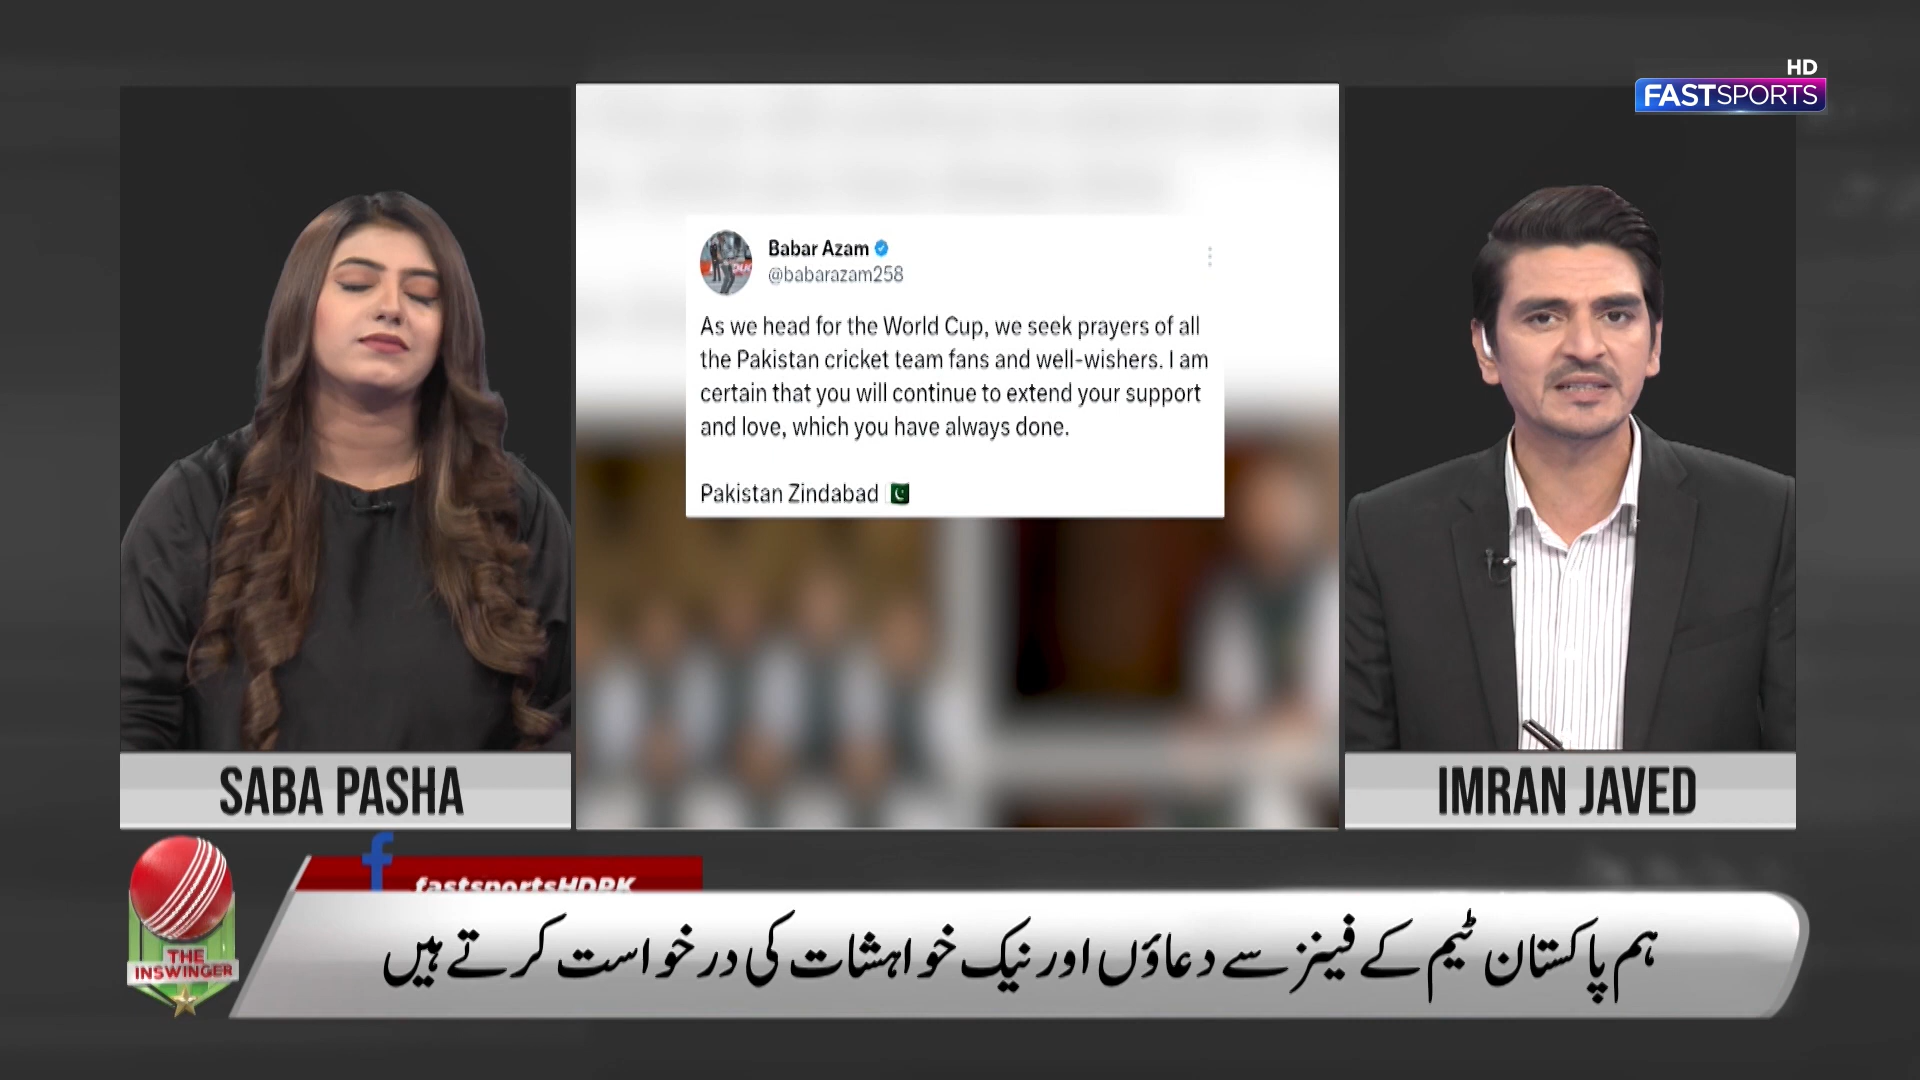 HD
FASTSPORTS
Babar Azam
@babarazam258
As we head for the World Cup, we seek prayers of all
the Pakistan cricket team fans and well-wishers. I am
certain that you will continue to extend your support
and love, which you have always done.
Pakistan Zindabad 🇵🇰
SABA PASHA
IMRAN JAVED
fastsportsHDPK
THE
INSWINGER
ہم پاکستان ٹیم کے فینز سے دعاؤں اور نیک خواہشات کی درخواست کرتے ہیں